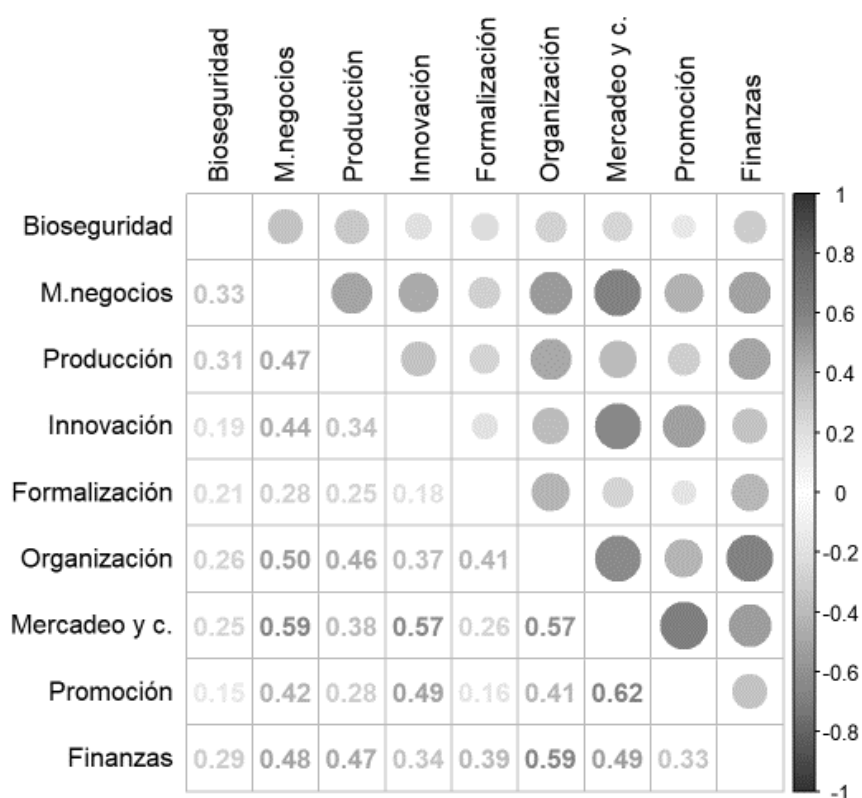 Bioseguridad M.negocios Producción Innovación Formalización Organización Mercadeo y c. Promoción Finanzas
Bioseguridad
M.negocios 0.33
Producción 0.31 0.47
Innovación 0.19 0.44 0.34
Formalización 0.21 0.28 0.25 0.18
Organización 0.26 0.50 0.46 0.37 0.41
Mercadeo y c. 0.25 0.59 0.38 0.57 0.26 0.57
Promoción 0.15 0.42 0.28 0.49 0.16 0.41 0.62
Finanzas 0.29 0.48 0.47 0.34 0.39 0.59 0.49 0.33
1
0.8
0.6
0.4
0.2
0
-0.2
-0.4
-0.6
-0.8
-1